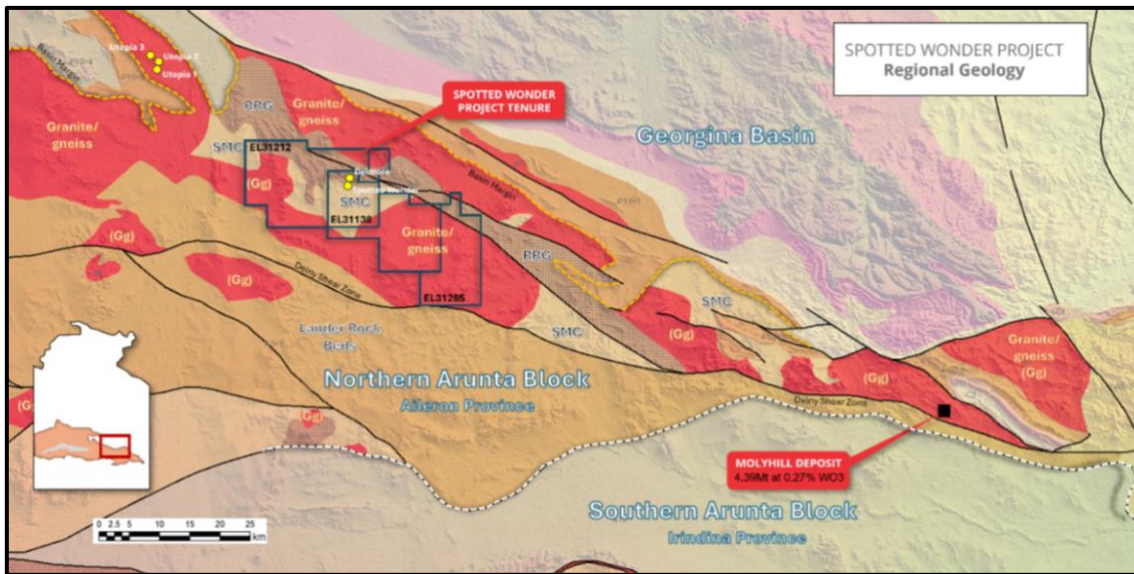 SPOTTED WONDER PROJECT
Regional Geology
Utopia 3
Utopia 2
Utopia 1
Basin Margin
SPOTTED WONDER
PROJECT TENURE
RRG
Granite/
gneiss
Georgina Basin
Granite/
gneiss
SMC
EL31212
Delmore
Spotted Wonder
(Gg)
SMC
EL31138
Basin Margin
Granite/
gneiss
RRG
(Gg)
(Gg)
Delny Shear Zone
EL31285
SMC
SMC
Lander Rock
Beds
(Gg)
Granite/
gneiss
(Gg)
(Gg)
Northern Arunta Block
Aileron Province
Delny Shear Zone
(Gg)
(Gg)
MOLYHILL DEPOSIT
4.39Mt at 0.27% WO3
Southern Arunta Block
Irindina Province
0 2.5 5 10 15 20 25
km